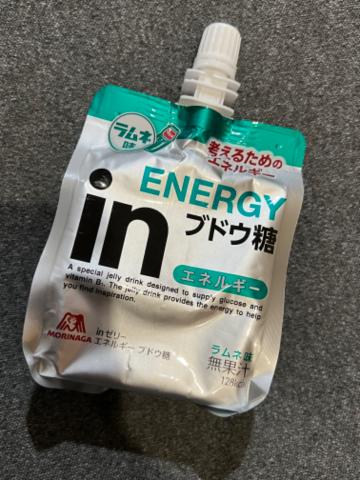 ラムネ
味
考えるための
エネルギー
ENERGY
in
ブドウ糖
エネルギー
A special jelly drink designed to supply glucose and
vitamin B₁. The jelly drink provides the energy to help
you find inspiration.
MORINAGA
inゼリー
エネルギー ブドウ糖
ラムネ味
無果汁